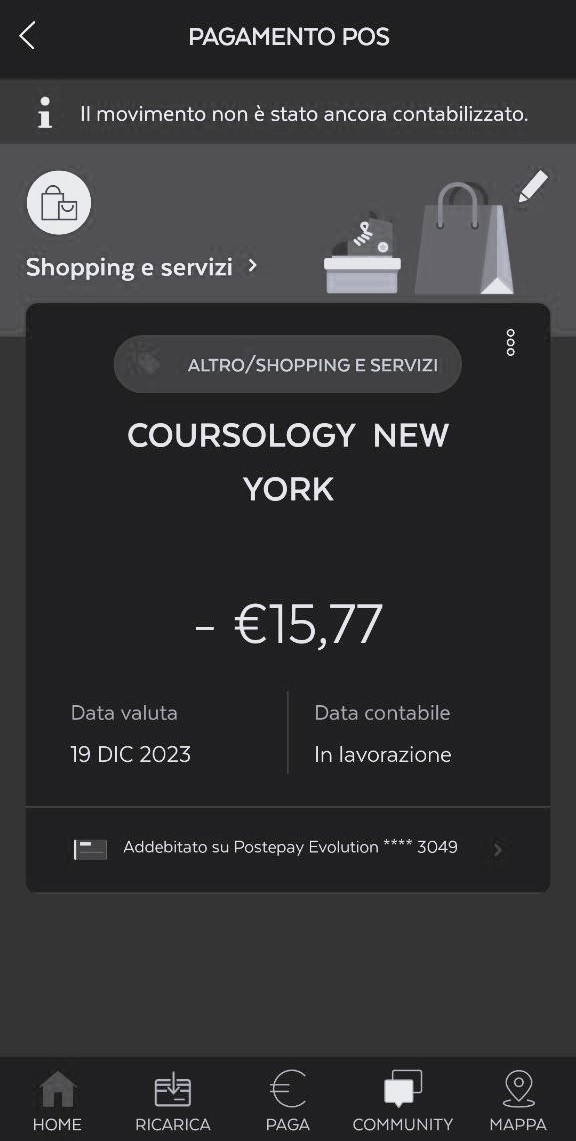 PAGAMENTO POS
Il movimento non è stato ancora contabilizzato.
Shopping e servizi
ALTRO/SHOPPING E SERVIZI
COURSOLOGY NEW
YORK
- €15,77
Data valuta
Data contabile
19 DIC 2023
In lavorazione
Addebitato su Postepay Evolution **** 3049
HOME
RICARICA
PAGA
COMMUNITY
MAPPA